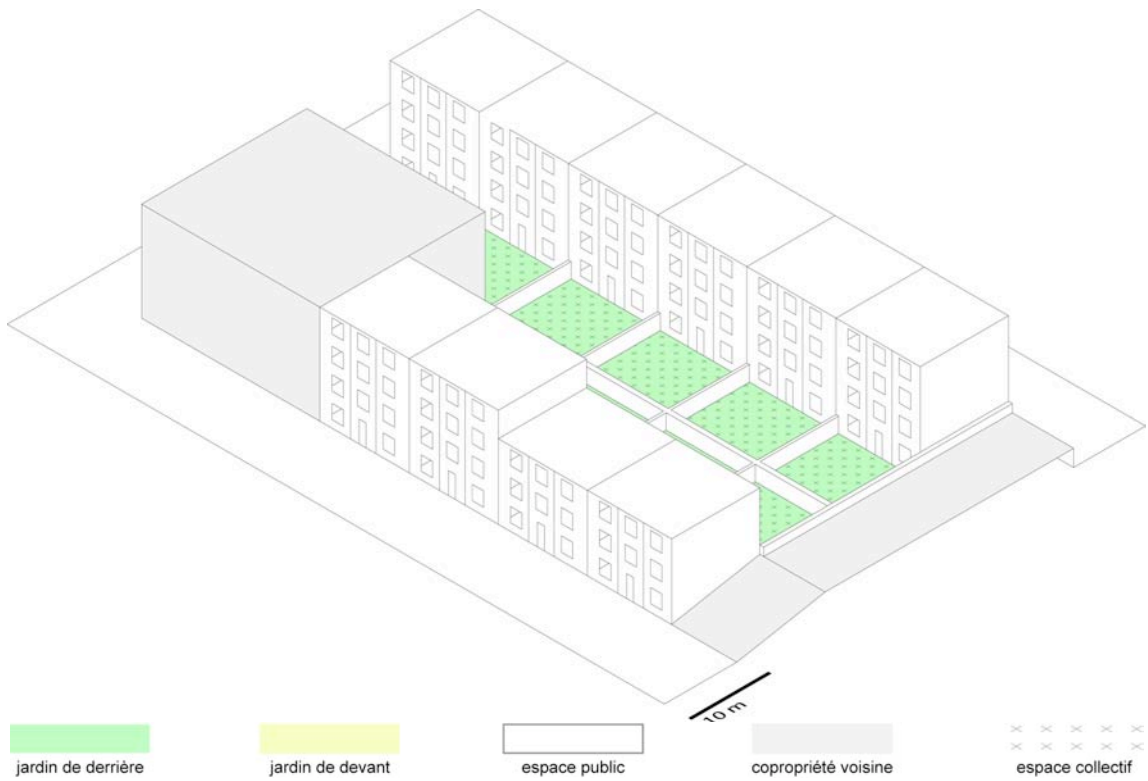 10 m
jardin de derrière
jardin de devant
espace public
copropriété voisine
espace collectif